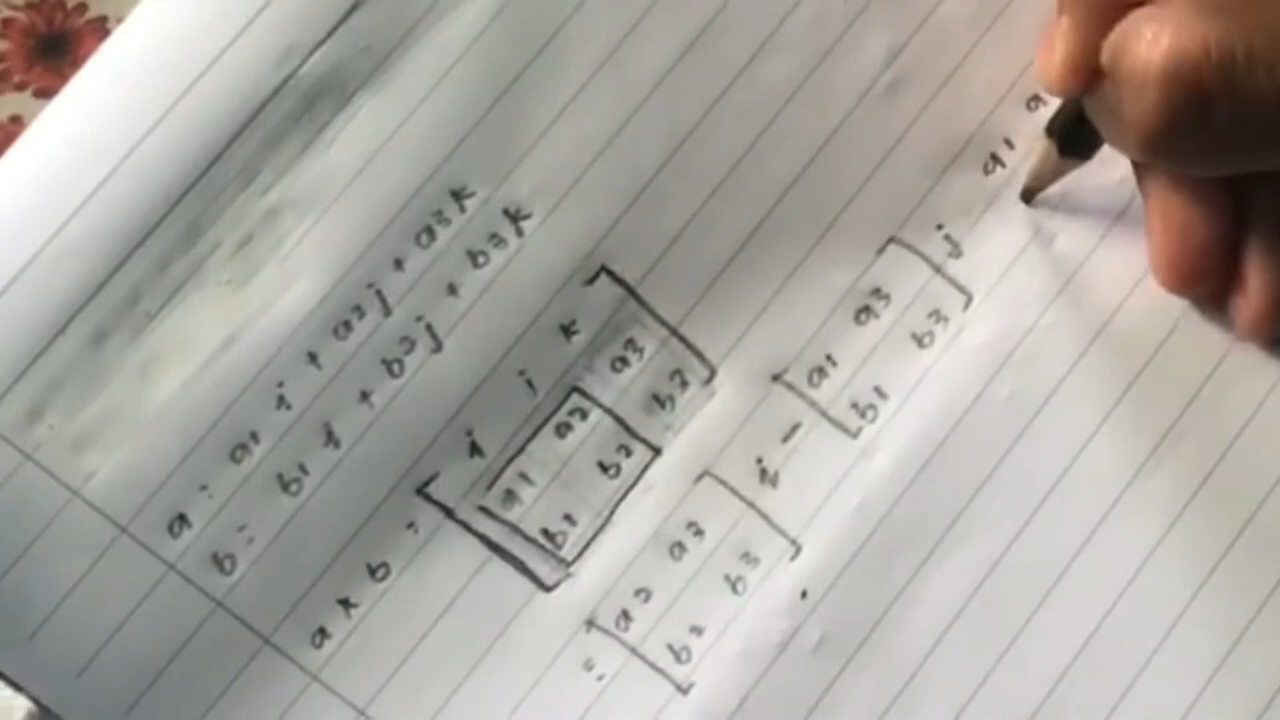 a = a1 i + a2 j + a3 k
b = b1 i + b2 j + b3 k
a x b =
i j k
a1 a2 a3
b1 b2 b3
= a2 a3 i - a1 a3 j a1 a
b2 b3 b1 b3